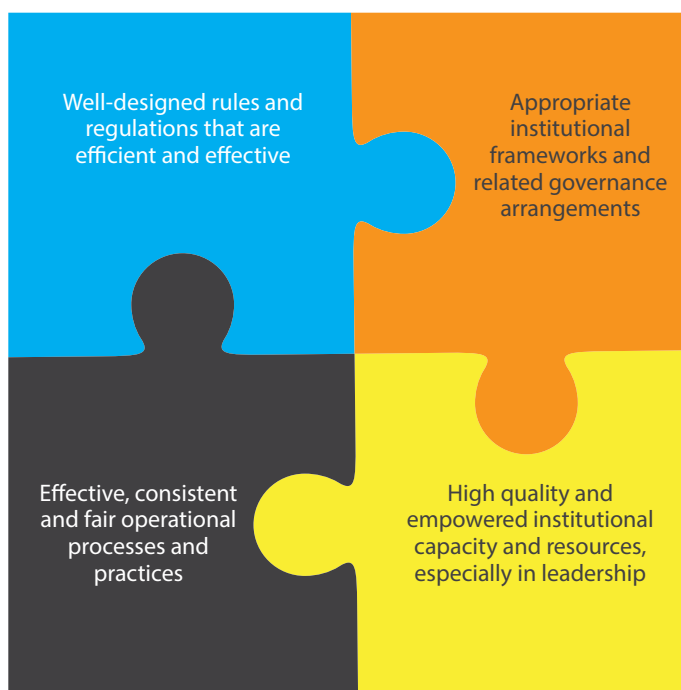 Well-designed rules and
regulations that are
efficient and effective
Appropriate
institutional
frameworks and
related governance
arrangements
Effective, consistent
and fair operational
processes and
practices
High quality and
empowered institutional
capacity and resources,
especially in leadership